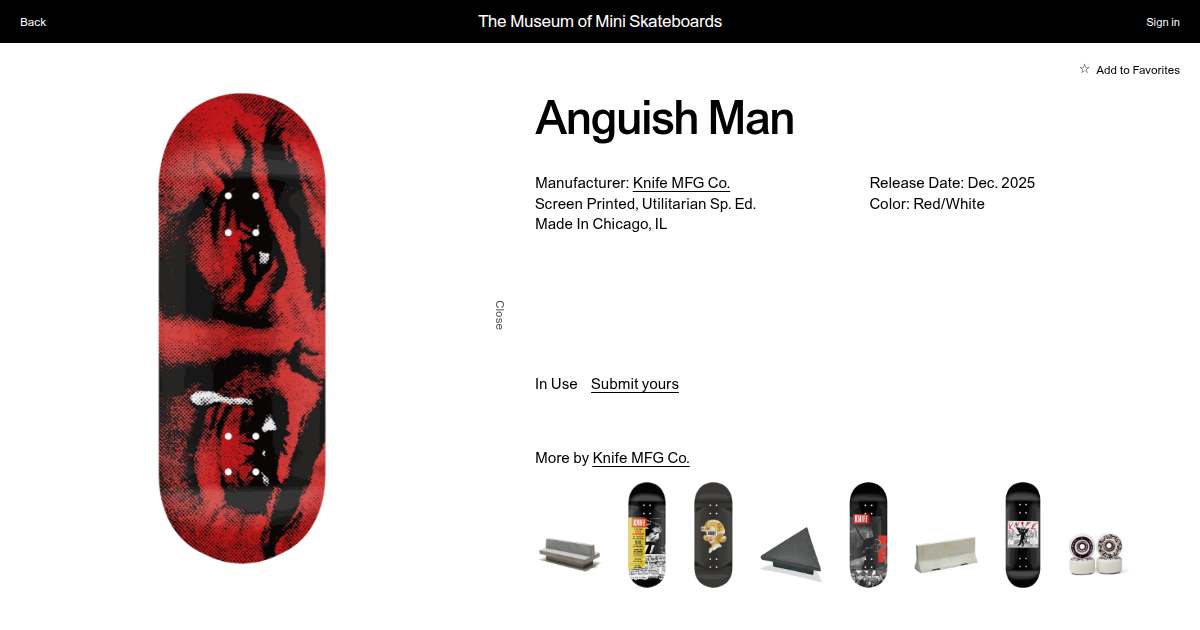 Back
The Museum of Mini Skateboards
Sign in
☆ Add to Favorites
Anguish Man
Manufacturer: Knife MFG Co.
Screen Printed, Utilitarian Sp. Ed.
Made In Chicago, IL
Release Date: Dec. 2025
Color: Red/White
Close
In Use Submit yours
More by Knife MFG Co.
KNIFE
KNIFE